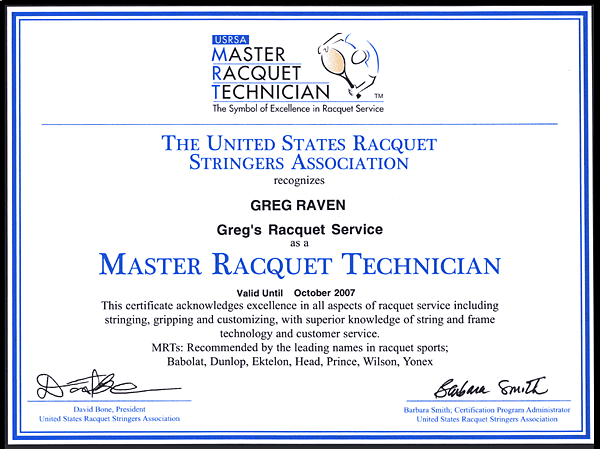 USRSA
MASTER
RACQUET
TECHNICIAN
TM
The Symbol of Excellence in Racquet Service
THE UNITED STATES RACQUET
STRINGERS ASSOCIATION
recognizes
GREG RAVEN
Greg's Racquet Service
as a
MASTER RACQUET TECHNICIAN
Valid Until October 2007
This certificate acknowledges excellence in all aspects of racquet service including
stringing, gripping and customizing, with superior knowledge of string and frame
technology and customer service.
MRTs: Recommended by the leading names in racquet sports;
Babolat, Dunlop, Ektelon, Head, Prince, Wilson, Yonex
David Bone
Barbara Smith
David Bone, President
United States Racquet Stringers Association
Barbara Smith; Certification Program Administrator
United States Racquet Stringers Association